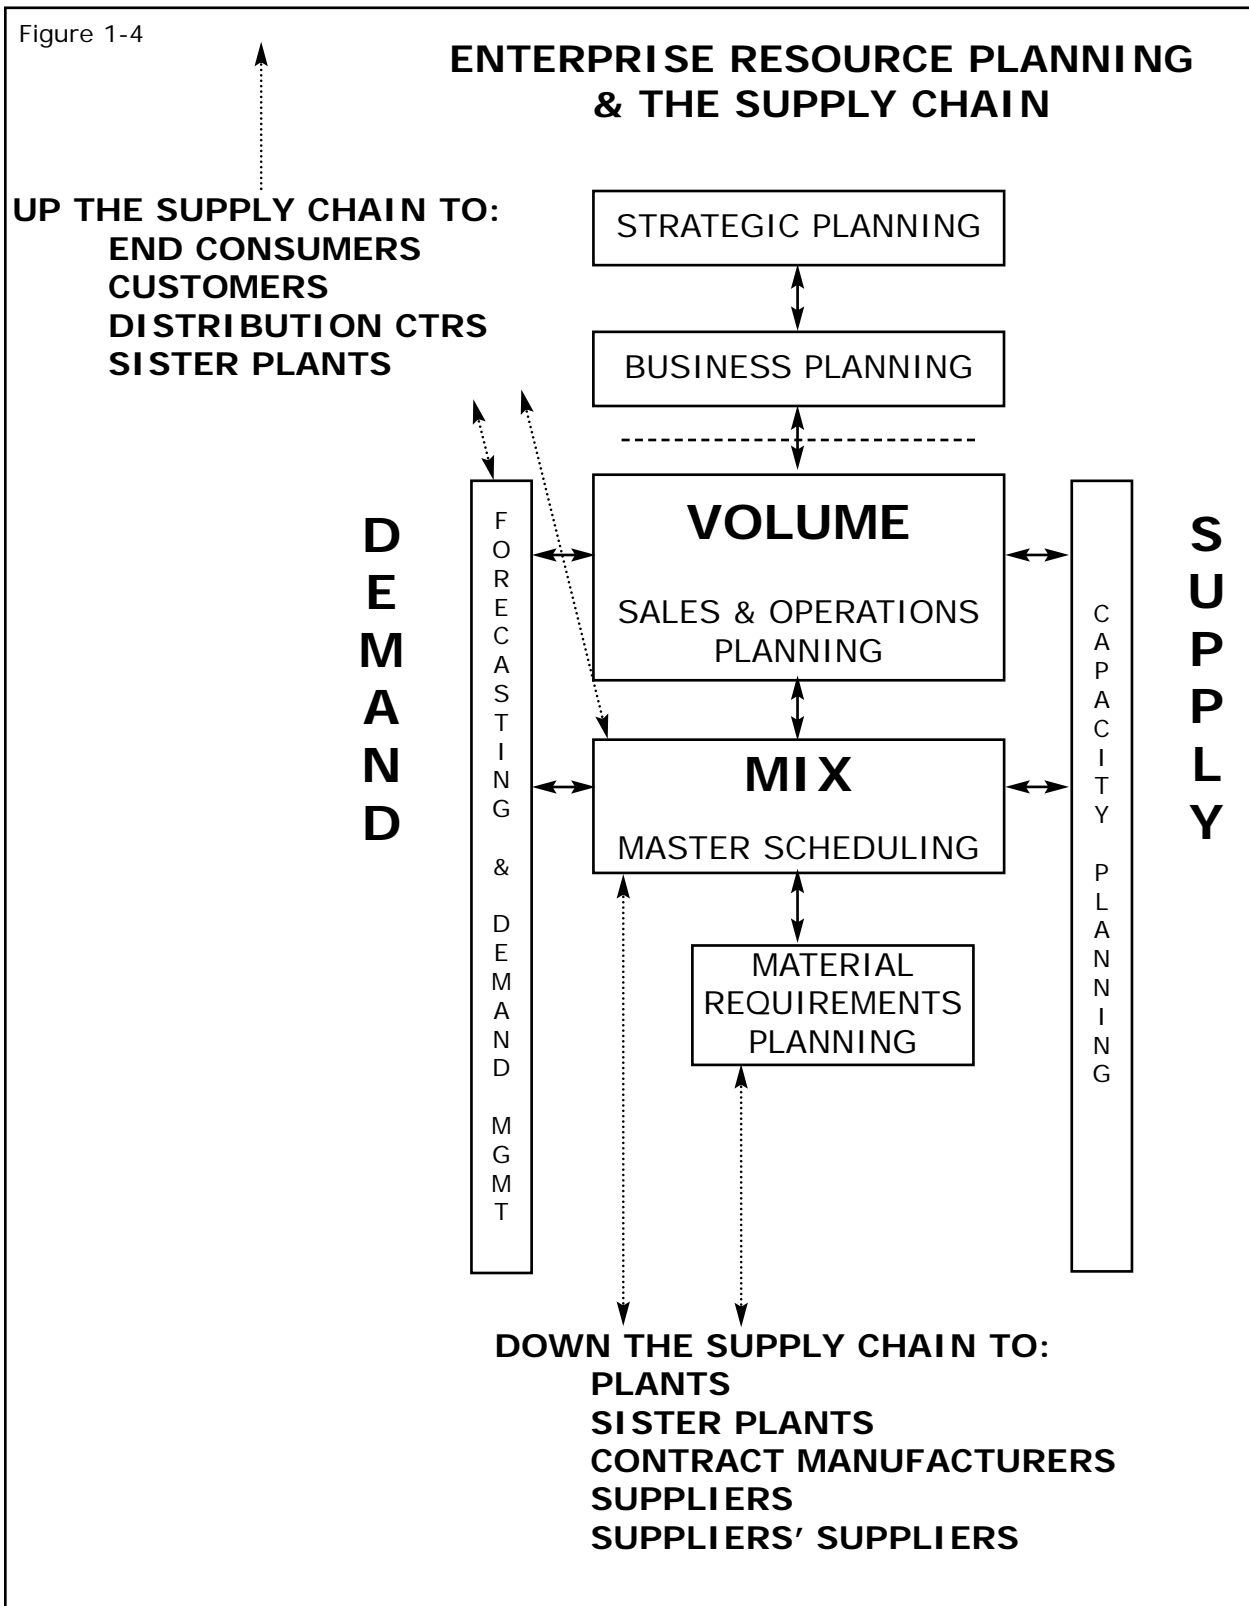 Figure 1-4
ENTERPRISE RESOURCE PLANNING
& THE SUPPLY CHAIN
UP THE SUPPLY CHAIN TO:
END CONSUMERS
CUSTOMERS
DISTRIBUTION CTRS
SISTER PLANTS
STRATEGIC PLANNING
BUSINESS PLANNING
DEMAND
FORECASTING & DEMAND MGMT
VOLUME
SALES & OPERATIONS
PLANNING
MIX
MASTER SCHEDULING
MATERIAL
REQUIREMENTS
PLANNING
CAPACITY PLANNING
SUPPLY
DOWN THE SUPPLY CHAIN TO:
PLANTS
SISTER PLANTS
CONTRACT MANUFACTURERS
SUPPLIERS
SUPPLIERS’ SUPPLIERS